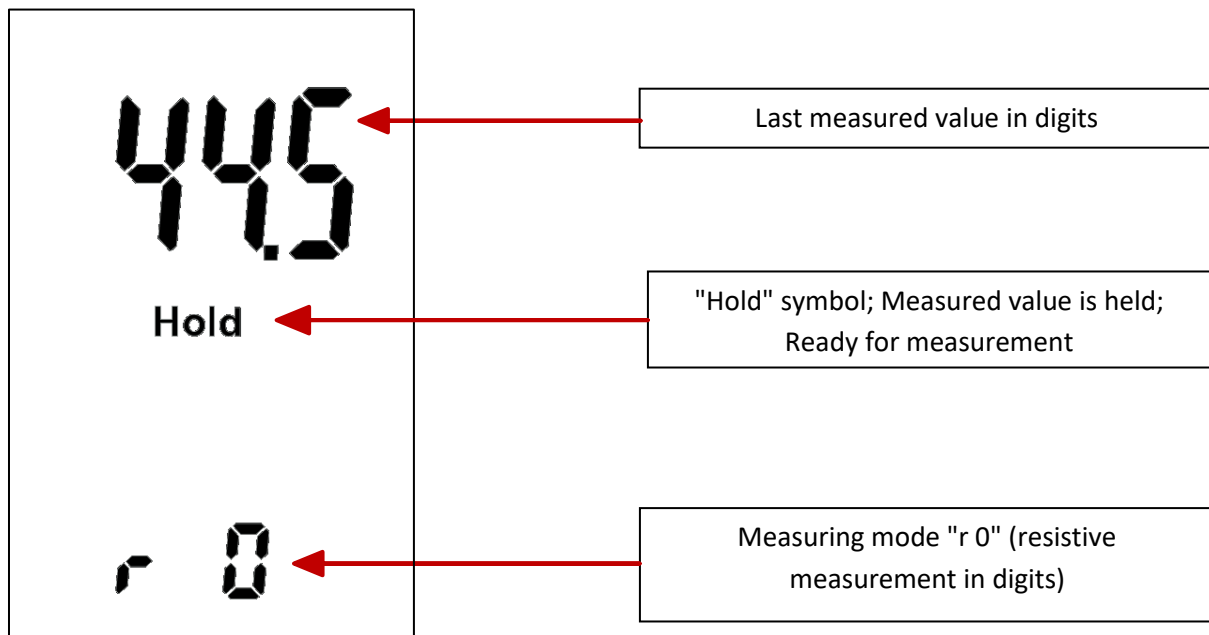 44.5
Last measured value in digits
Hold
"Hold" symbol; Measured value is held;
Ready for measurement
r 0
Measuring mode "r 0" (resistive
measurement in digits)